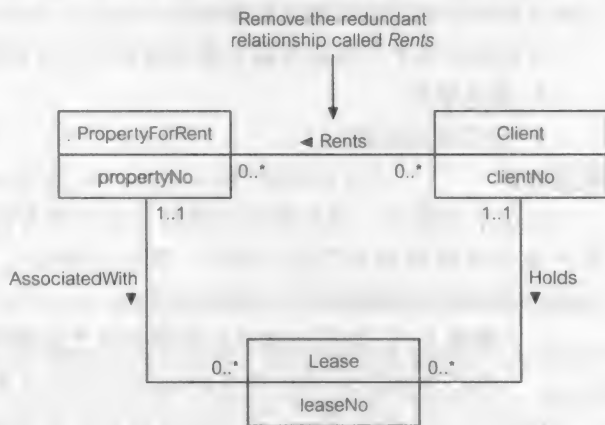 Remove the redundant
relationship called Rents
PropertyForRent
◄ Rents
Client
propertyNo
0..*
0..*
clientNo
1..1
1..1
AssociatedWith
▼
Holds
▼
0..*
Lease
0..*
leaseNo